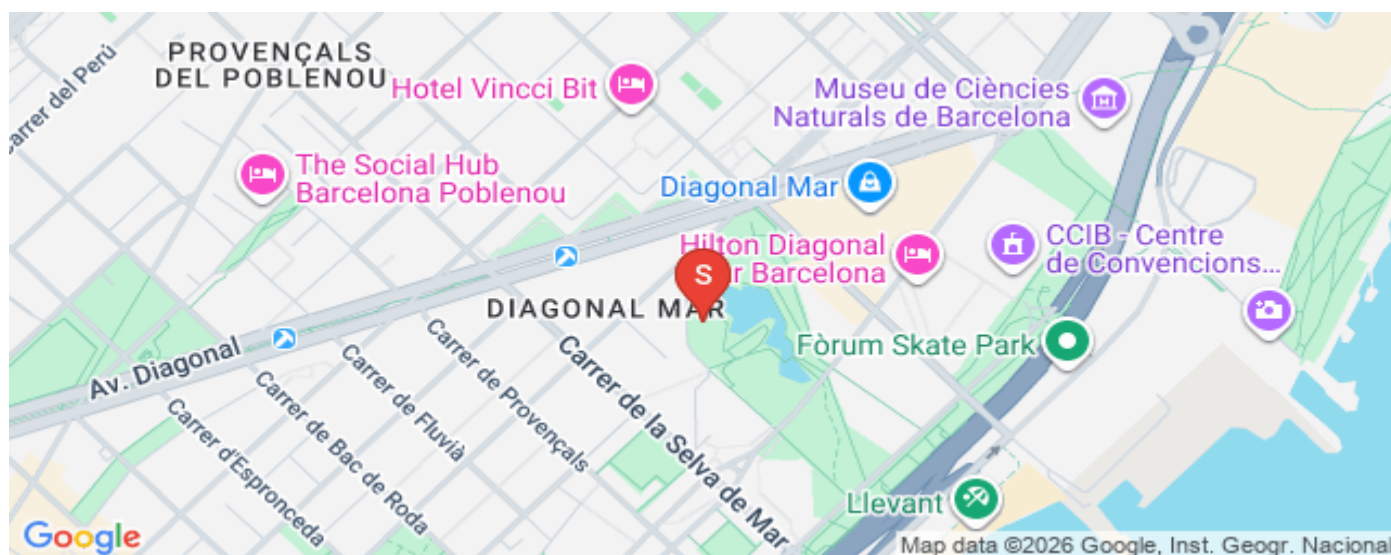 PROVENÇALS
DEL POBLENOU
Carrer del Perú
Hotel Vincci Bit
Museu de Ciències
Naturals de Barcelona
The Social Hub
Barcelona Poblenou
Diagonal Mar
Hilton Diagonal
Barcelona
CCIB - Centre
de Convencions...
S
DIAGONAL MAR
Fòrum Skate Park
Av. Diagonal
Carrer de la Selva de Mar
Carrer de Provençals
Carrer de Fluvià
Carrer de Bac de Roda
Carrer d'Espronceda
Llevant
Google
Map data ©2026 Google, Inst. Geogr. Nacional